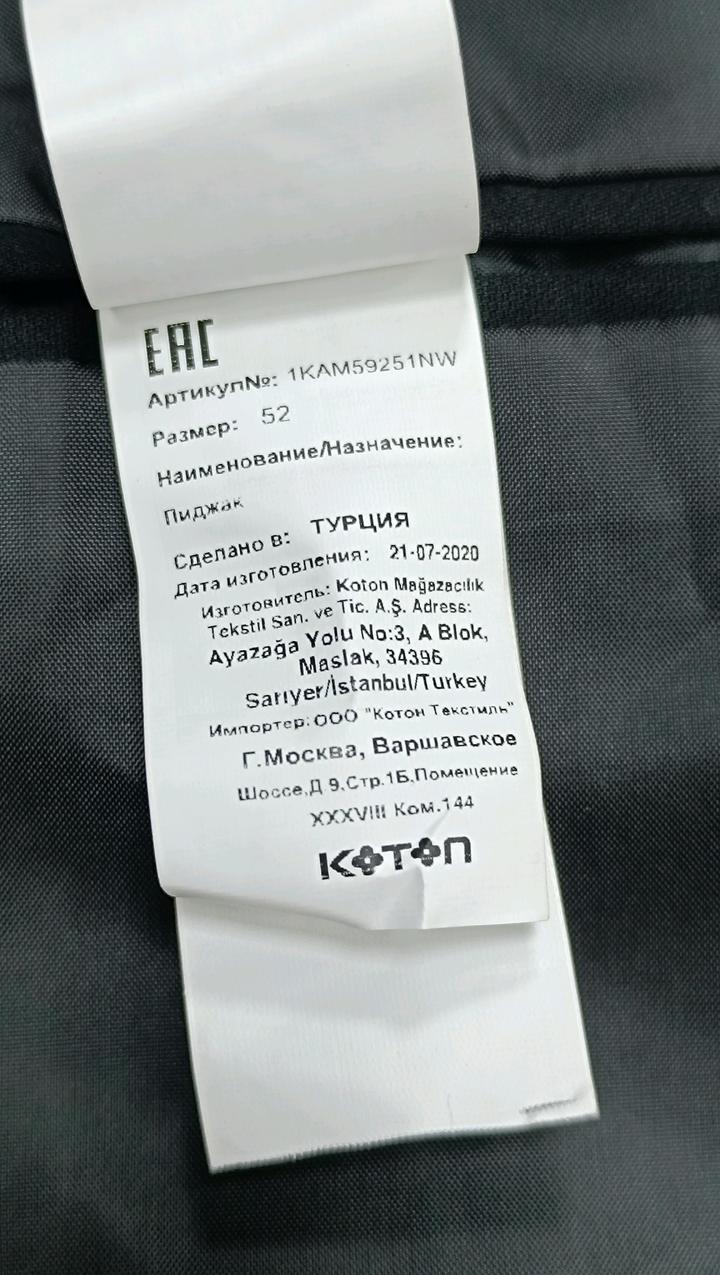 EAC
Артикул№: 1KAM59251NW
Размер: 52
Наименование/Назначение:
Пиджак
Сделано в: ТУРЦИЯ
Дата изготовления: 21-07-2020
Изготовитель: Koton Mağazacılık
Tekstil San. ve Tic. A.Ş. Adress:
Ayazağa Yolu No:3, A Blok,
Maslak, 34396
Sarıyer/İstanbul/Turkey
Импортер:ООО "Котон Текстиль"
Г.Москва, Варшавское
Шоссе,Д 9,Стр.1Б,Помещение
XXXVIII Ком.144
KOTON